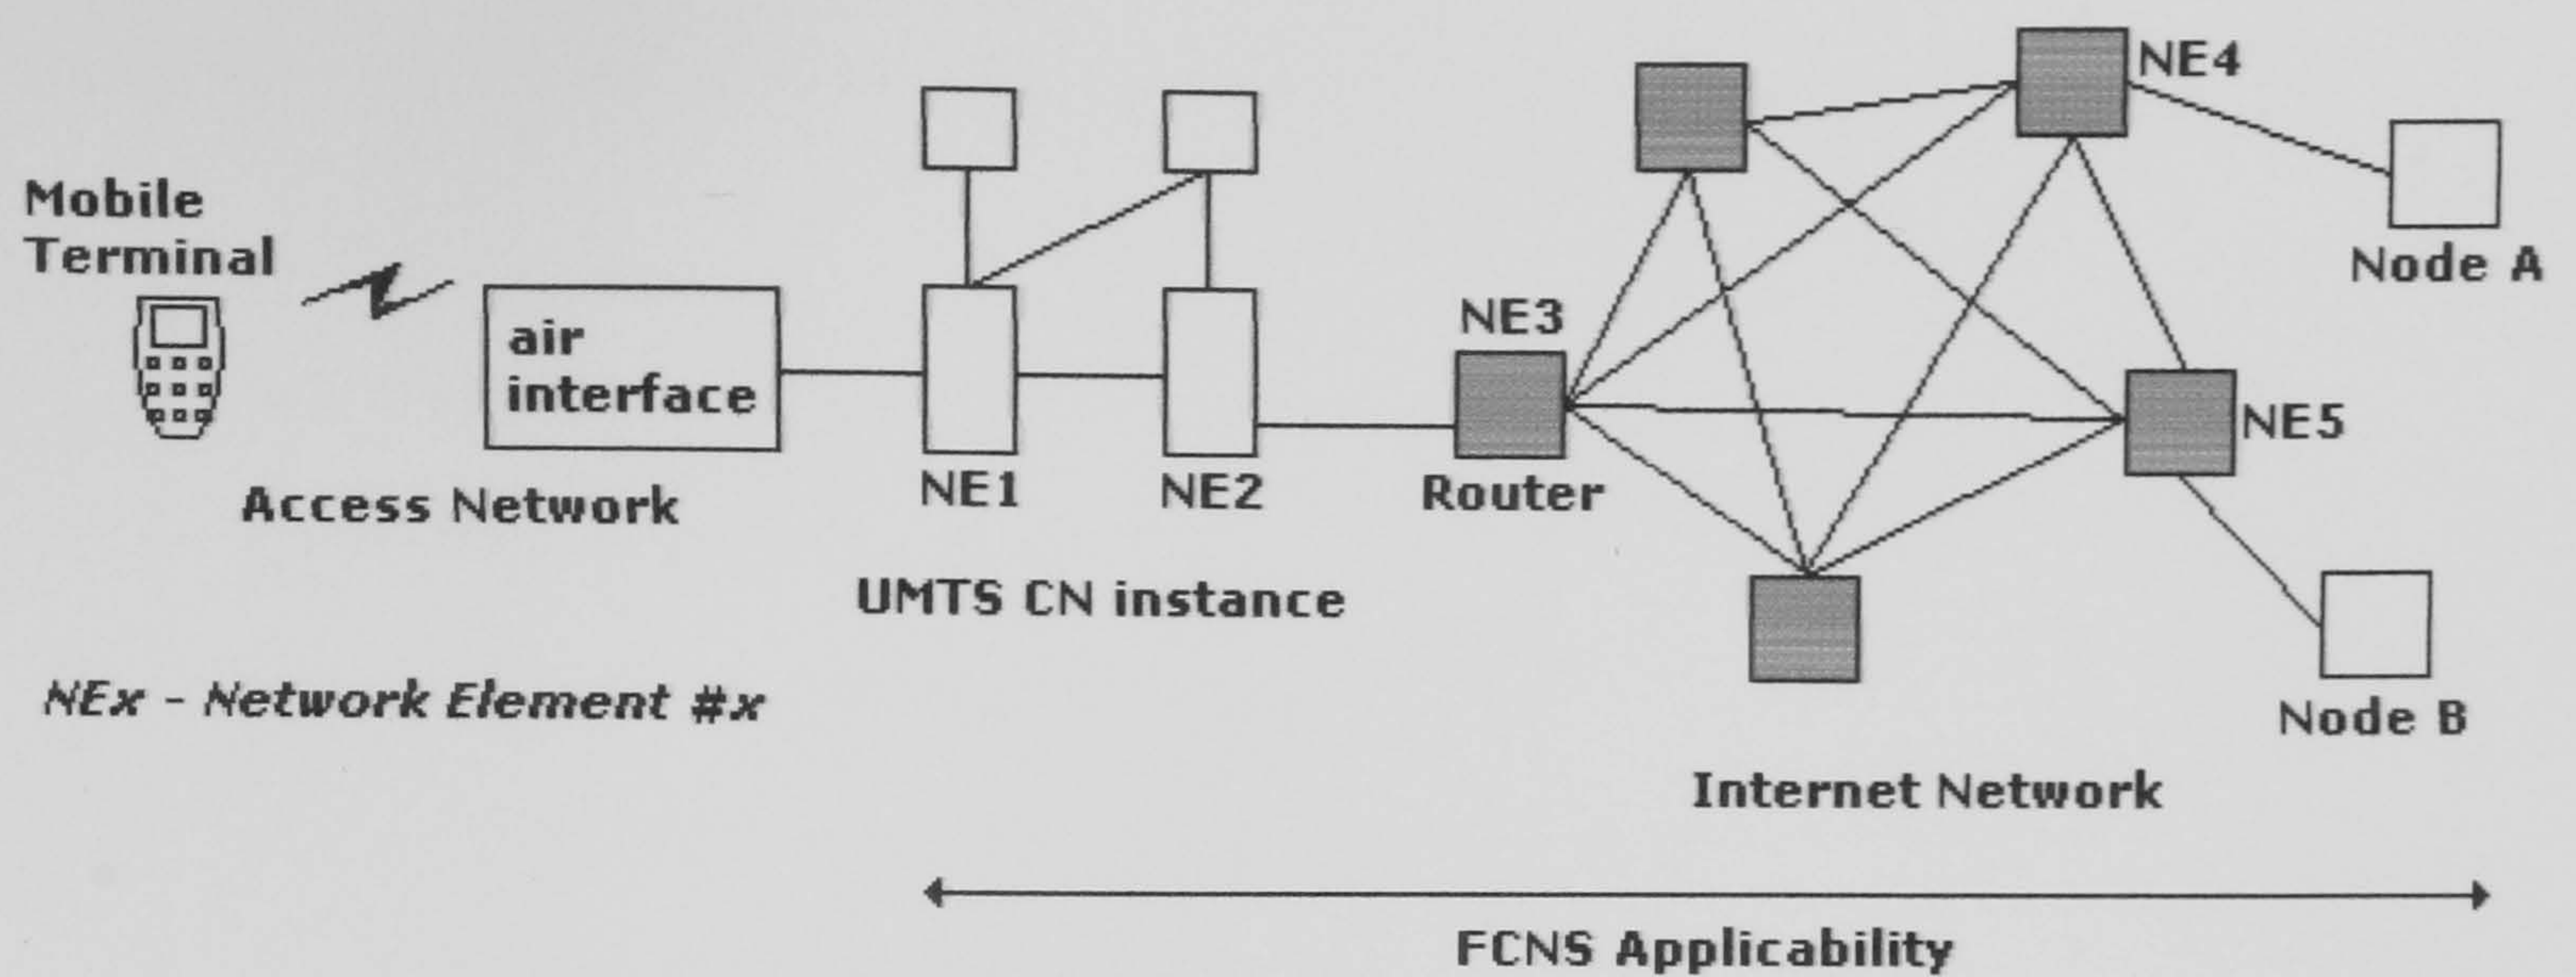 NE4
Mobile
Terminal
Node A
NE3
air
interface
NE5
NE1
NE2
Router
Access Network
UMTS CN instance
NEx - Network Element #x
Node B
Internet Network
FCNS Applicability